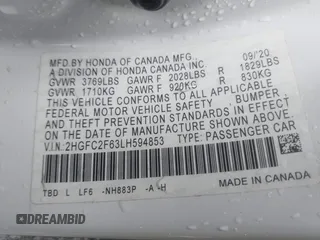 MFD BY HONDA OF CANADA MFG. 09/20
A DIVISION OF HONDA CANADA INC
GVWR 3769LBS GAWR F 2028LBS R 1829LBS
GVWR 1710KG GAWR F 920KG R 830KG
THIS VEHICLE CONFORMS TO ALL APPLICABLE
FEDERAL MOTOR VEHICLE SAFETY, BUMPER,
AND THEFT PREVENTION STANDARDS IN EFFECT
ON THE DATE OF MANUFACTURE SHOWN ABOVE.
V.I.N. 2HGFC2F63LH594853 TYPE: PASSENGER CAR
TBD L LF6 -NH883P -A -H
MADE IN CANADA
DREAMBID